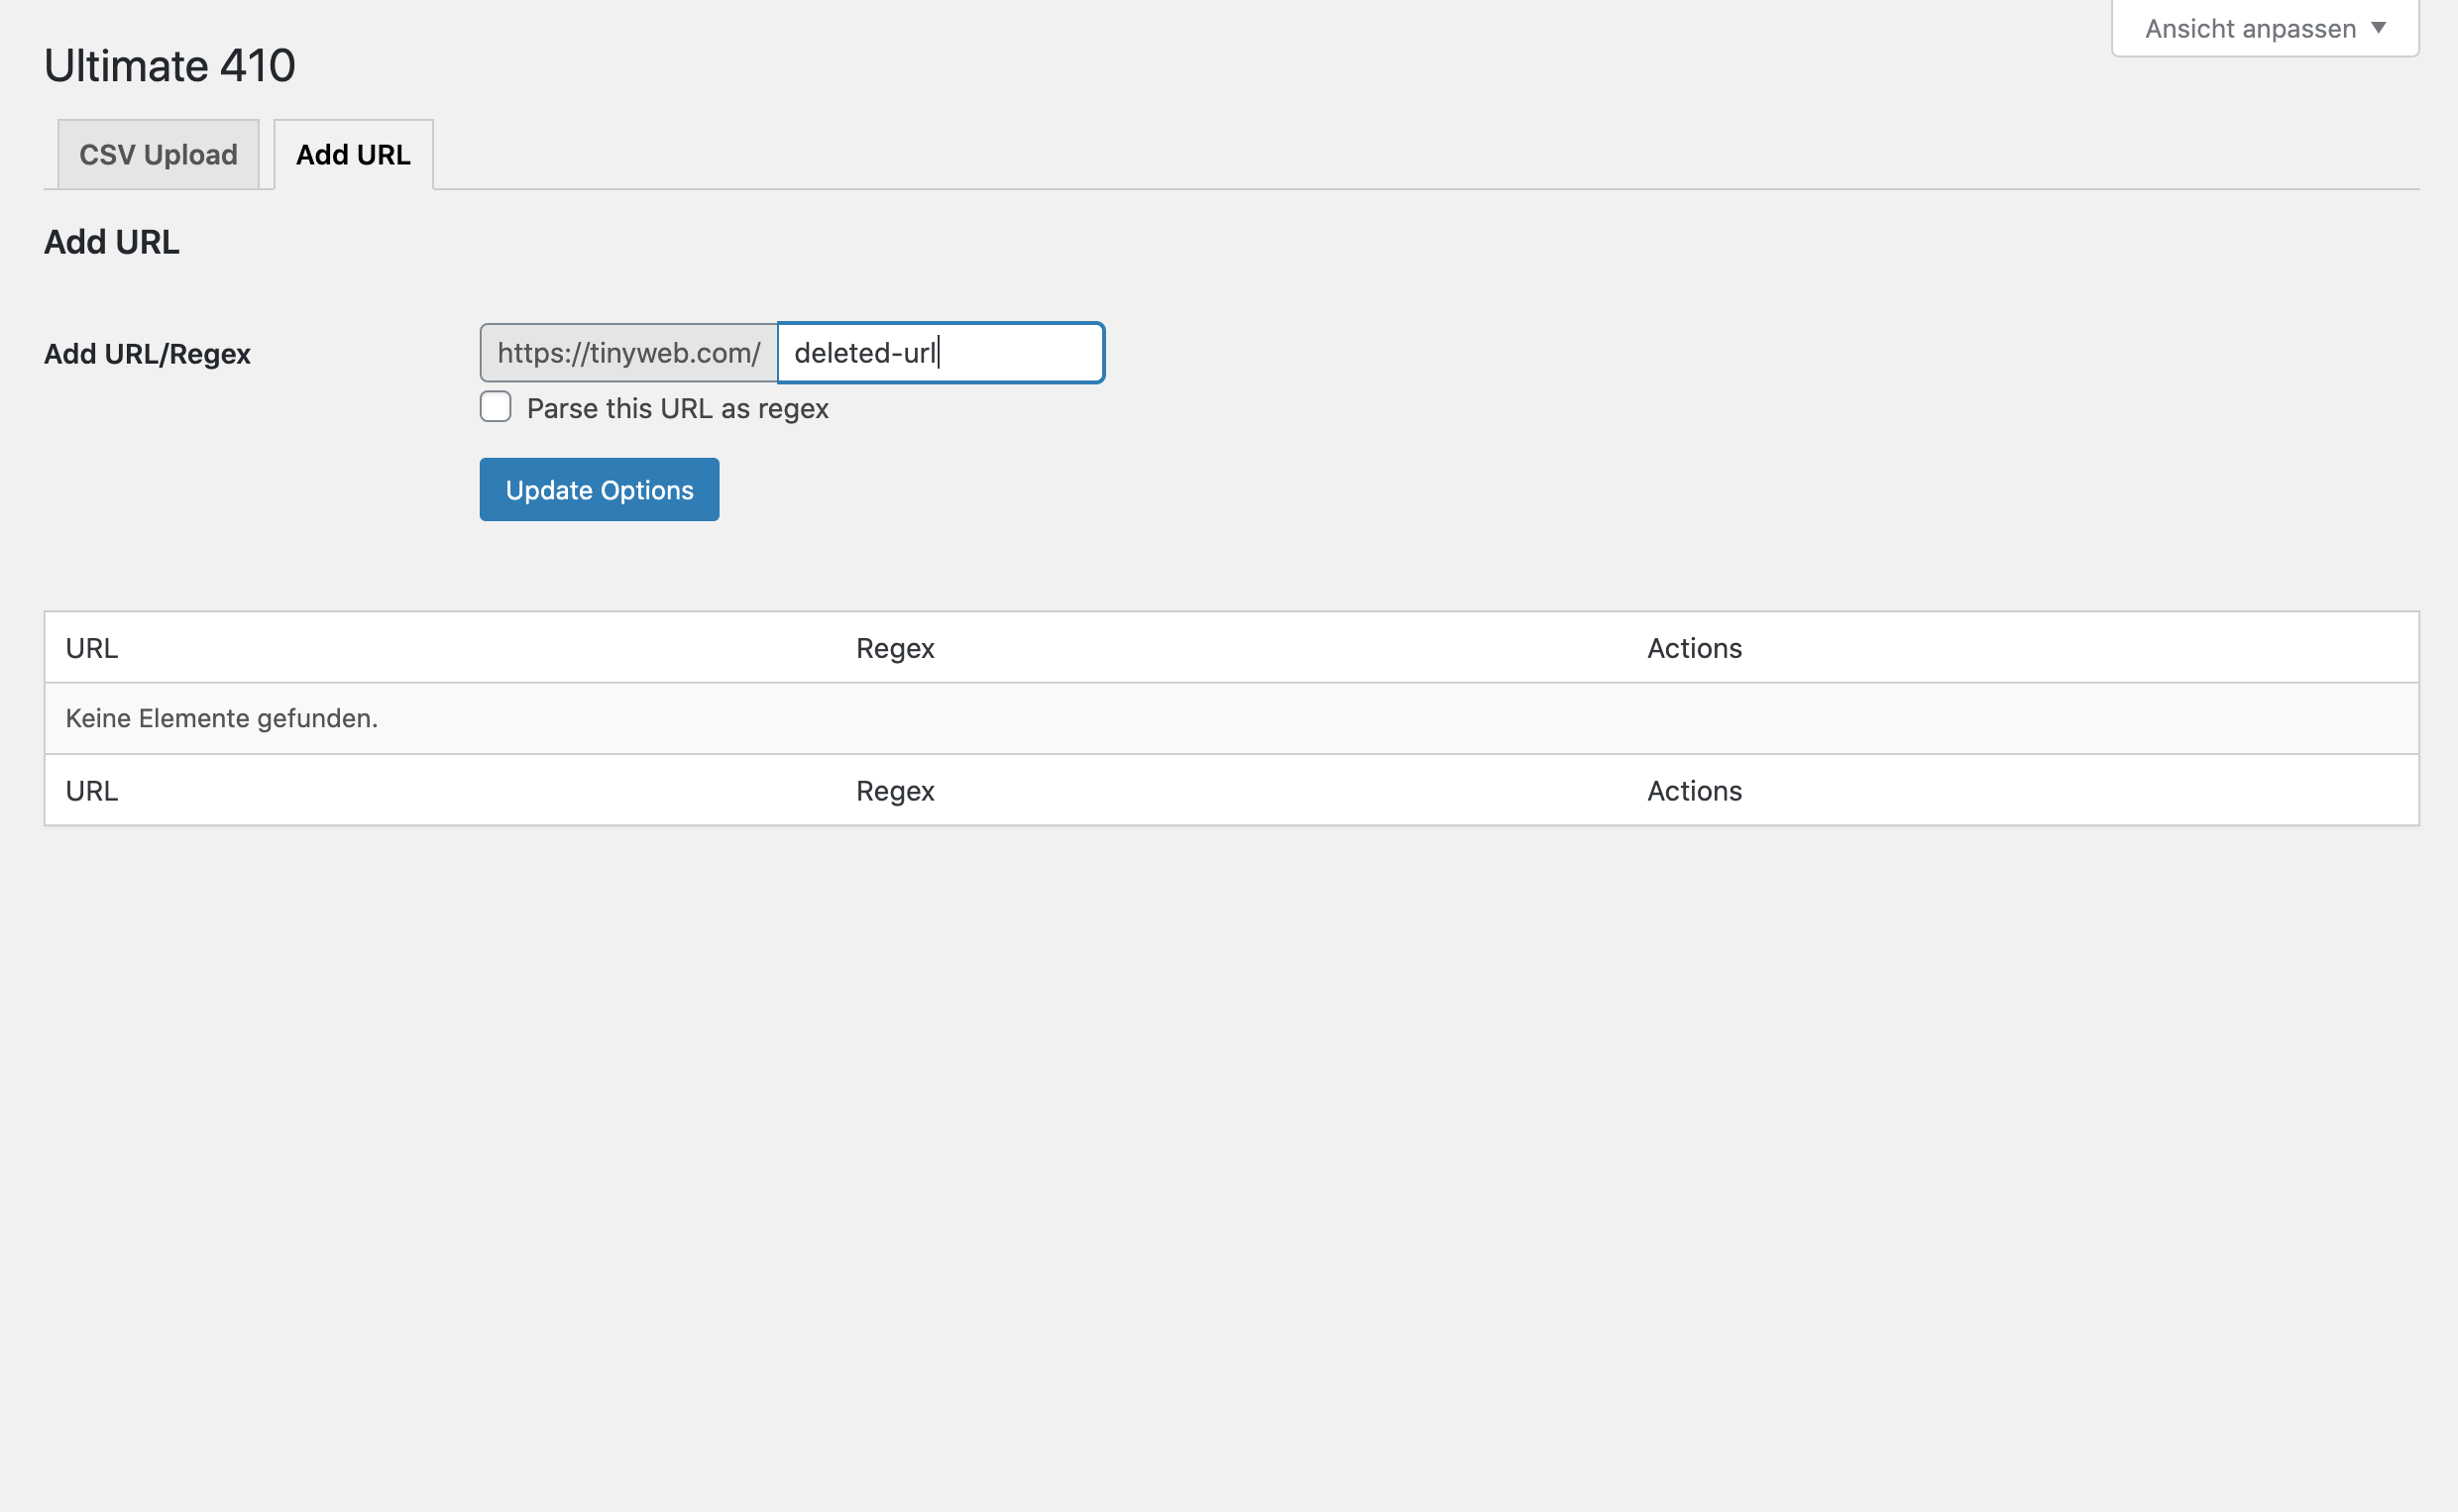 Ansicht anpassen ▼
Ultimate 410
CSV Upload Add URL
Add URL
Add URL/Regex https://tinyweb.com/ deleted-url
Parse this URL as regex
Update Options
URL Regex Actions
Keine Elemente gefunden.
URL Regex Actions